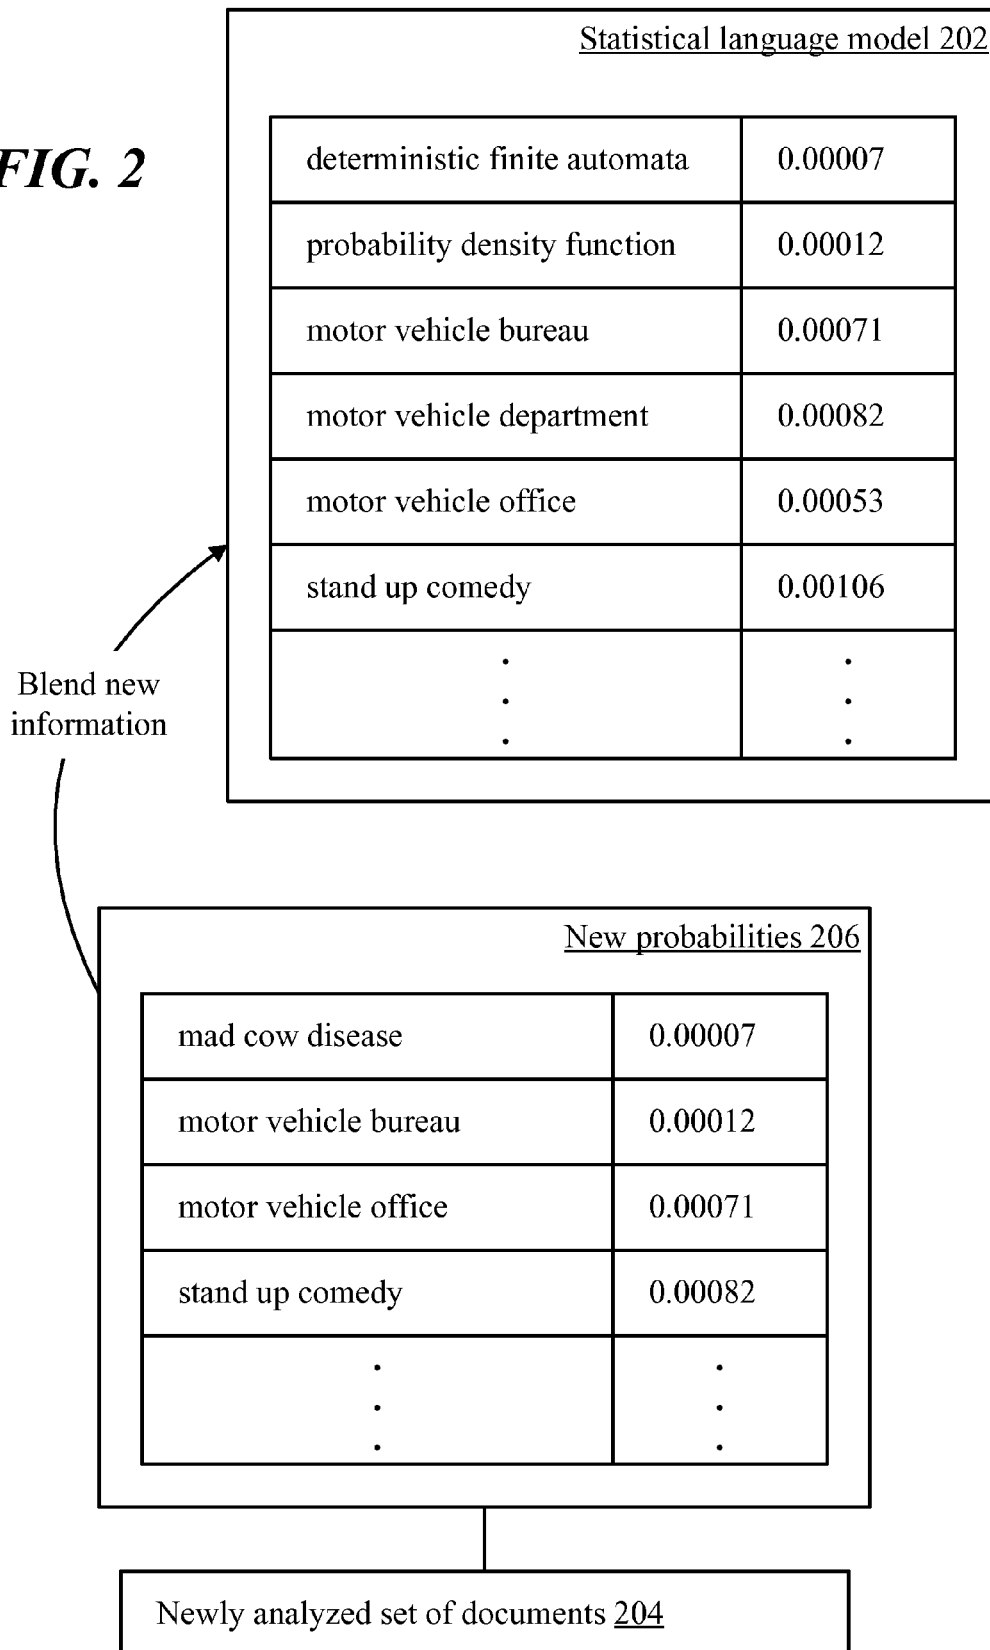 Statistical language model 202
FIG. 2
deterministic finite automata 0.00007
probability density function 0.00012
motor vehicle bureau 0.00071
motor vehicle department 0.00082
motor vehicle office 0.00053
stand up comedy 0.00106
Blend new
information
New probabilities 206
mad cow disease 0.00007
motor vehicle bureau 0.00012
motor vehicle office 0.00071
stand up comedy 0.00082
Newly analyzed set of documents 204